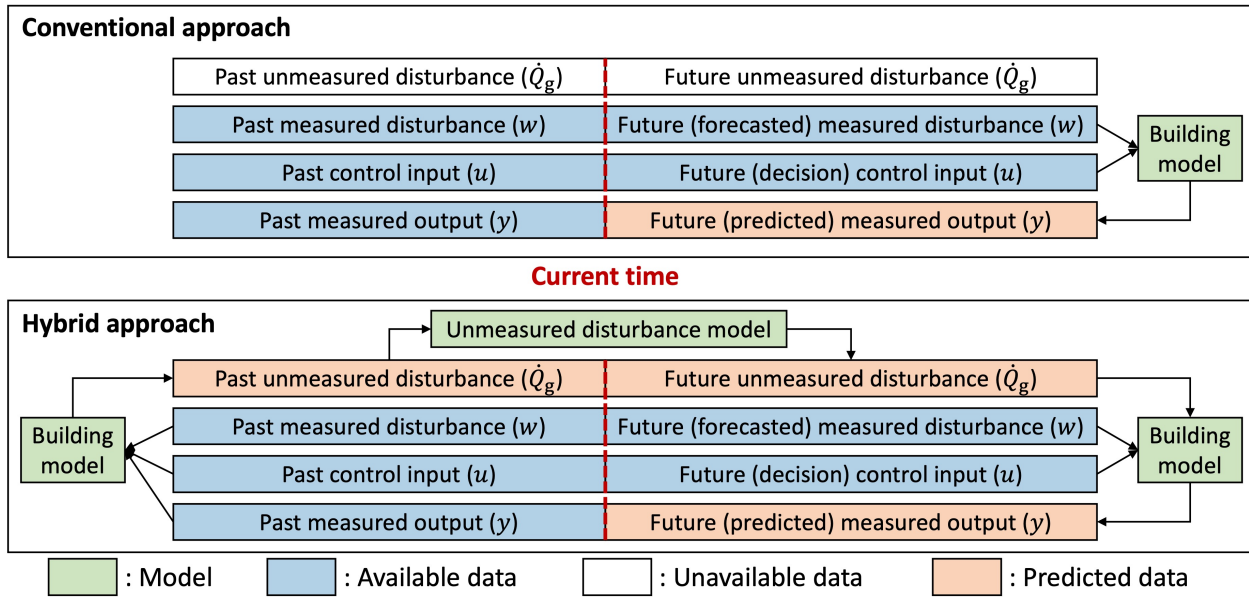 Conventional approach
Past unmeasured disturbance (Q̇g)
Future unmeasured disturbance (Q̇g)
Past measured disturbance (w)
Future (forecasted) measured disturbance (w)
Past control input (u)
Future (decision) control input (u)
Past measured output (y)
Future (predicted) measured output (y)
Building
model
Current time
Hybrid approach
Unmeasured disturbance model
Past unmeasured disturbance (Q̇g)
Future unmeasured disturbance (Q̇g)
Building
model
Past measured disturbance (w)
Future (forecasted) measured disturbance (w)
Past control input (u)
Future (decision) control input (u)
Past measured output (y)
Future (predicted) measured output (y)
Building
model
: Model
: Available data
: Unavailable data
: Predicted data